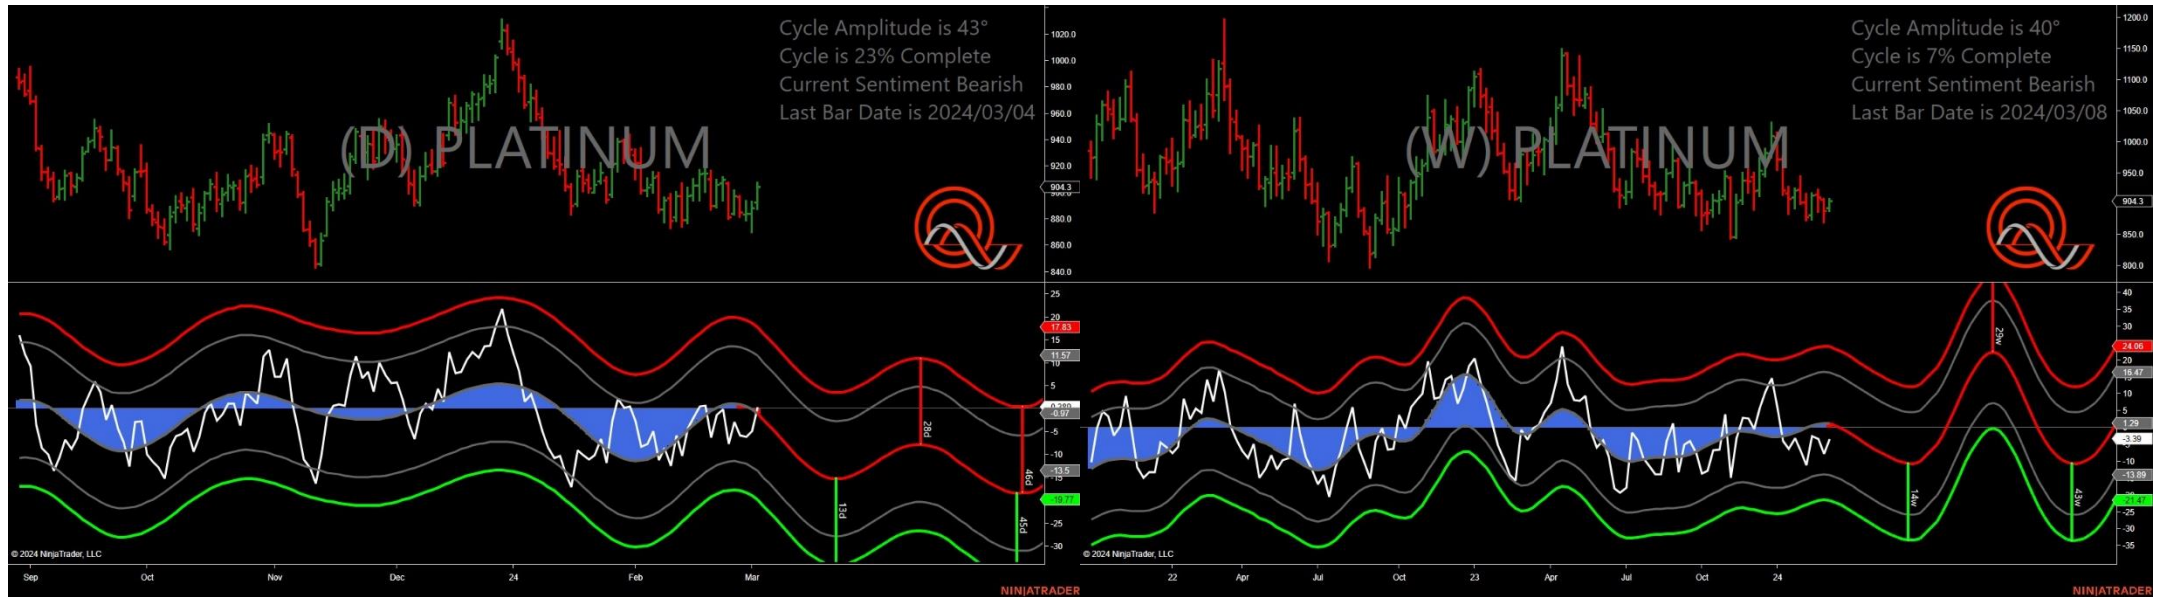 Cycle Amplitude is 43°
Cycle is 23% Complete
Current Sentiment Bearish
Last Bar Date is 2024/03/04
(D) PLATINUM
1020.0
1000.0
980.0
960.0
940.0
920.0
904.3
880.0
860.0
840.0
25
20
17.83
15
11.57
10
5
-0.97
-5
-10
-13.5
-19.77
-25
-30
28d
46d
13d
45d
© 2024 NinjaTrader, LLC
Sep
Oct
Nov
Dec
24
Feb
Mar
NINJATRADER
Cycle Amplitude is 40°
Cycle is 7% Complete
Current Sentiment Bearish
Last Bar Date is 2024/03/08
(W) PLATINUM
1200.0
1150.0
1100.0
1050.0
1000.0
950.0
904.3
850.0
800.0
40
35
30
24.06
20
16.47
10
5
1.29
-3.39
-10
-13.89
-21.47
-25
-30
-35
29w
14w
43w
© 2024 NinjaTrader, LLC
22
Apr
Jul
Oct
23
Apr
Jul
Oct
24
NINJATRADER